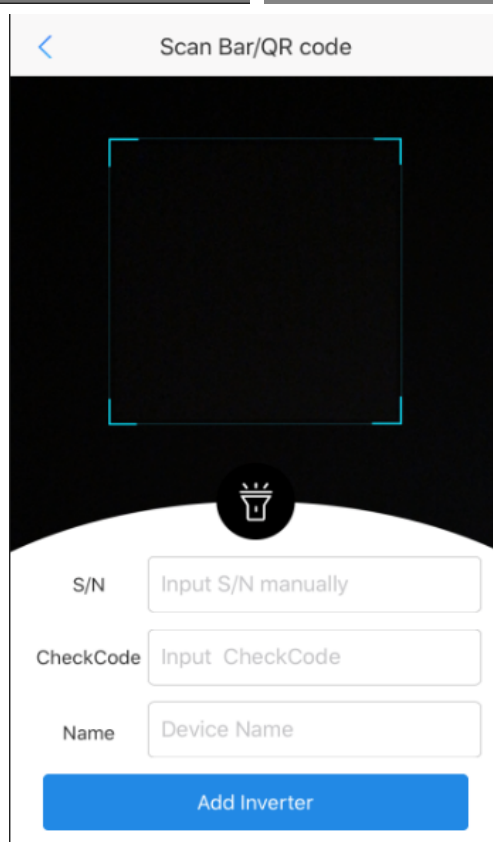 Scan Bar/QR code
S/N Input S/N manually
CheckCode Input CheckCode
Name Device Name
Add Inverter